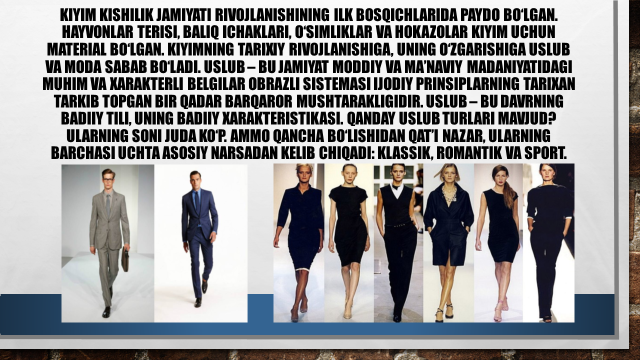 KIYIM KISHILIK JAMIYATI RIVOJLANISHINING ILK BOSQICHLARIDA PAYDO BO‘LGAN.
HAYVONLAR TERISI, BALIQ ICHAKLARI, O‘SIMLIKLAR VA HOKAZOLAR KIYIM UCHUN
MATERIAL BO‘LGAN. KIYIMNING TARIXIY RIVOJLANISHIGA, UNING O‘ZGARISHIGA USLUB
VA MODA SABAB BO‘LADI. USLUB – BU JAMIYAT MODDIY VA MA’NAVIY MADANIYATIDAGI
MUHIM VA XARAKTERLI BELGILAR OBRAZLI SISTEMASI IJODIY PRINSIPLARNING TARIXAN
TARKIB TOPGAN BIR QADAR BARQAROR MUSHTARAKLIGIDIR. USLUB – BU DAVRNING
BADIIY TILI, UNING BADIIY XARAKTERISTIKASI. QANDAY USLUB TURLARI MAVJUD?
ULARNING SONI JUDA KO‘P. AMMO QANCHA BO‘LISHIDAN QAT’I NAZAR, ULARNING
BARCHASI UCHTA ASOSIY NARSADAN KELIB CHIQADI: KLASSIK, ROMANTIK VA SPORT.